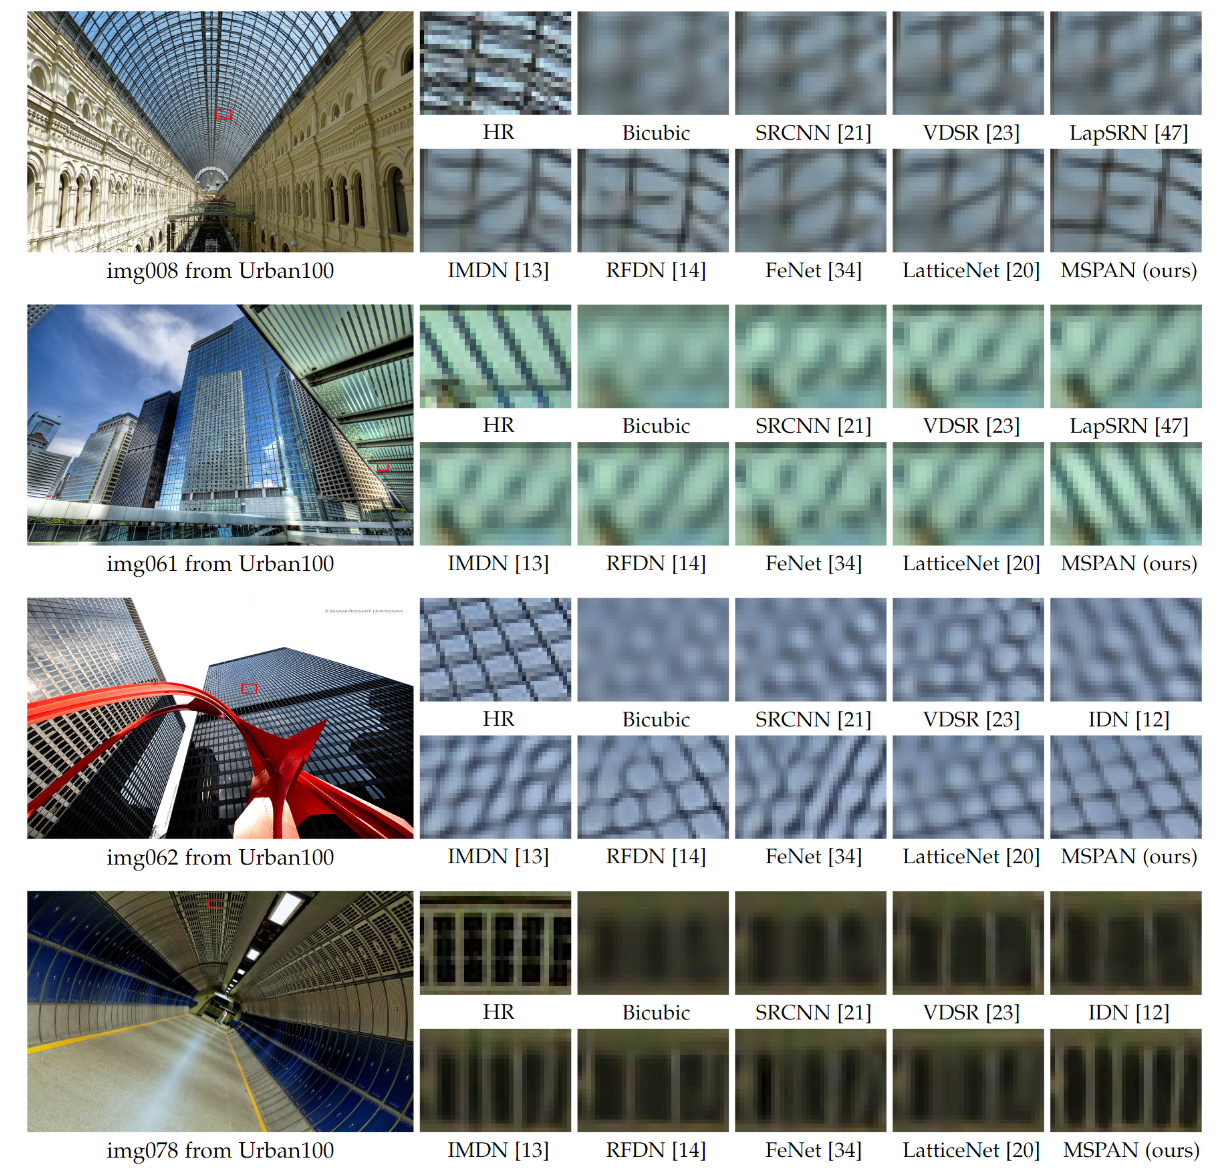 HR Bicubic SRCNN [21] VDSR [23] LapSRN [47]
IMDN [13] RFDN [14] FeNet [34] LatticeNet [20] MSPAN (ours)
img008 from Urban100
HR Bicubic SRCNN [21] VDSR [23] LapSRN [47]
IMDN [13] RFDN [14] FeNet [34] LatticeNet [20] MSPAN (ours)
img061 from Urban100
HR Bicubic SRCNN [21] VDSR [23] IDN [12]
IMDN [13] RFDN [14] FeNet [34] LatticeNet [20] MSPAN (ours)
img062 from Urban100
HR Bicubic SRCNN [21] VDSR [23] IDN [12]
IMDN [13] RFDN [14] FeNet [34] LatticeNet [20] MSPAN (ours)
img078 from Urban100